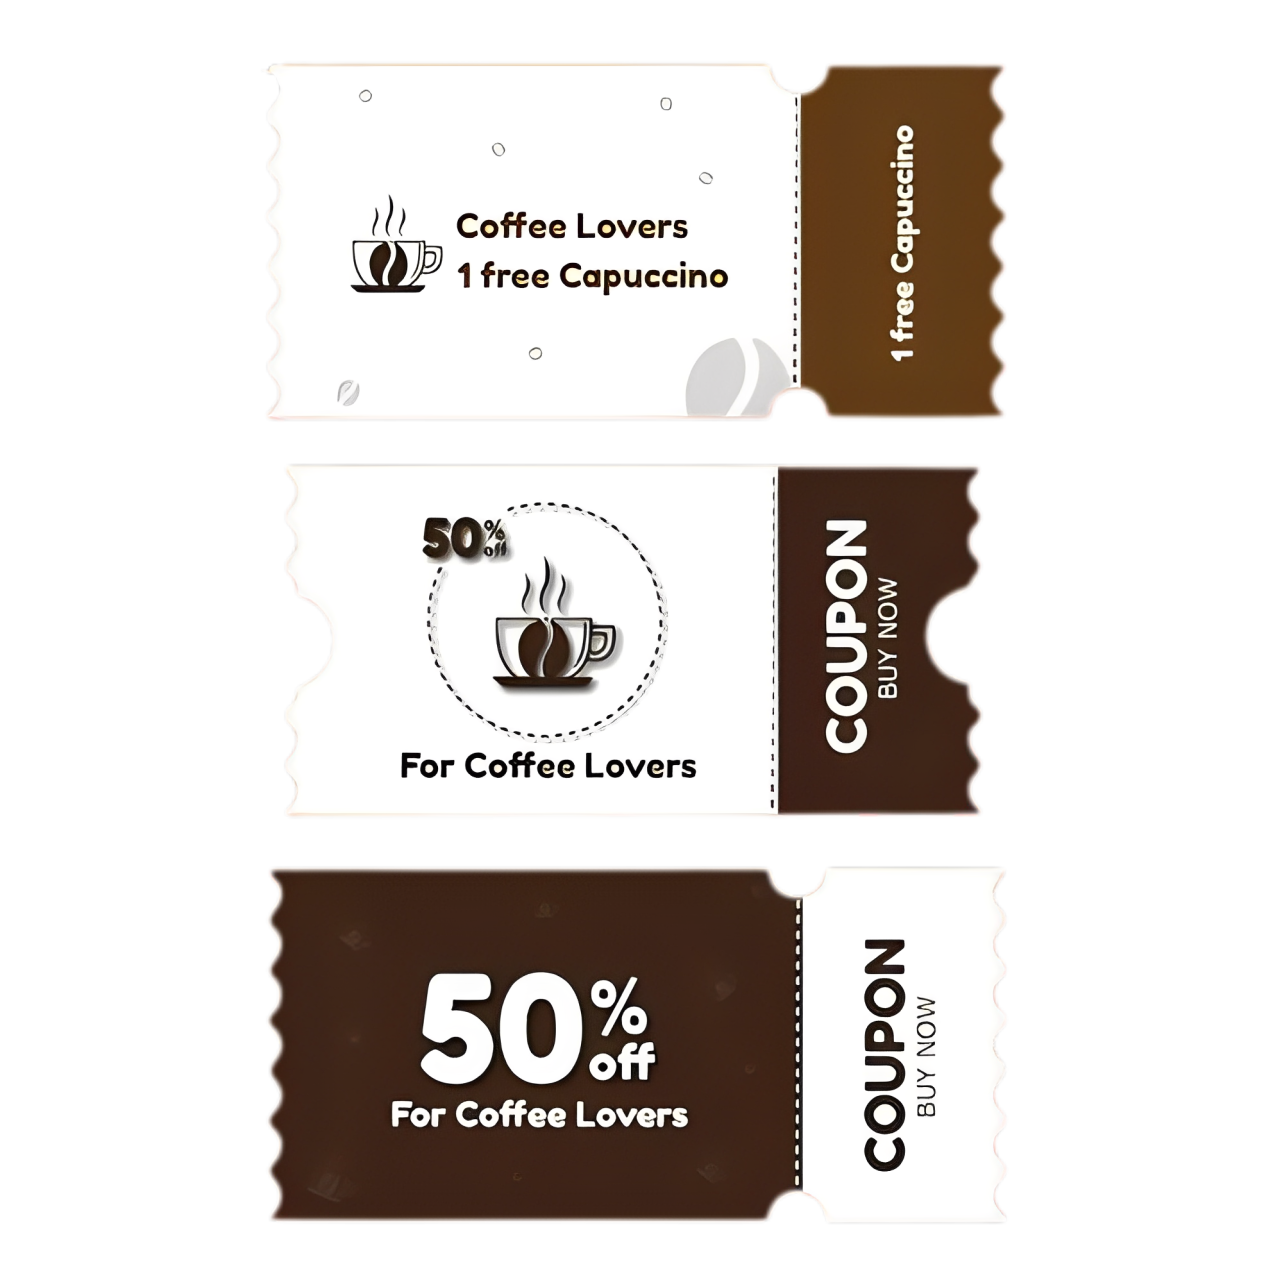 Coffee Lovers
1 free Capuccino
1 free Capuccino
50%
off
For Coffee Lovers
COUPON
BUY NOW
50%
off
For Coffee Lovers
COUPON
BUY NOW